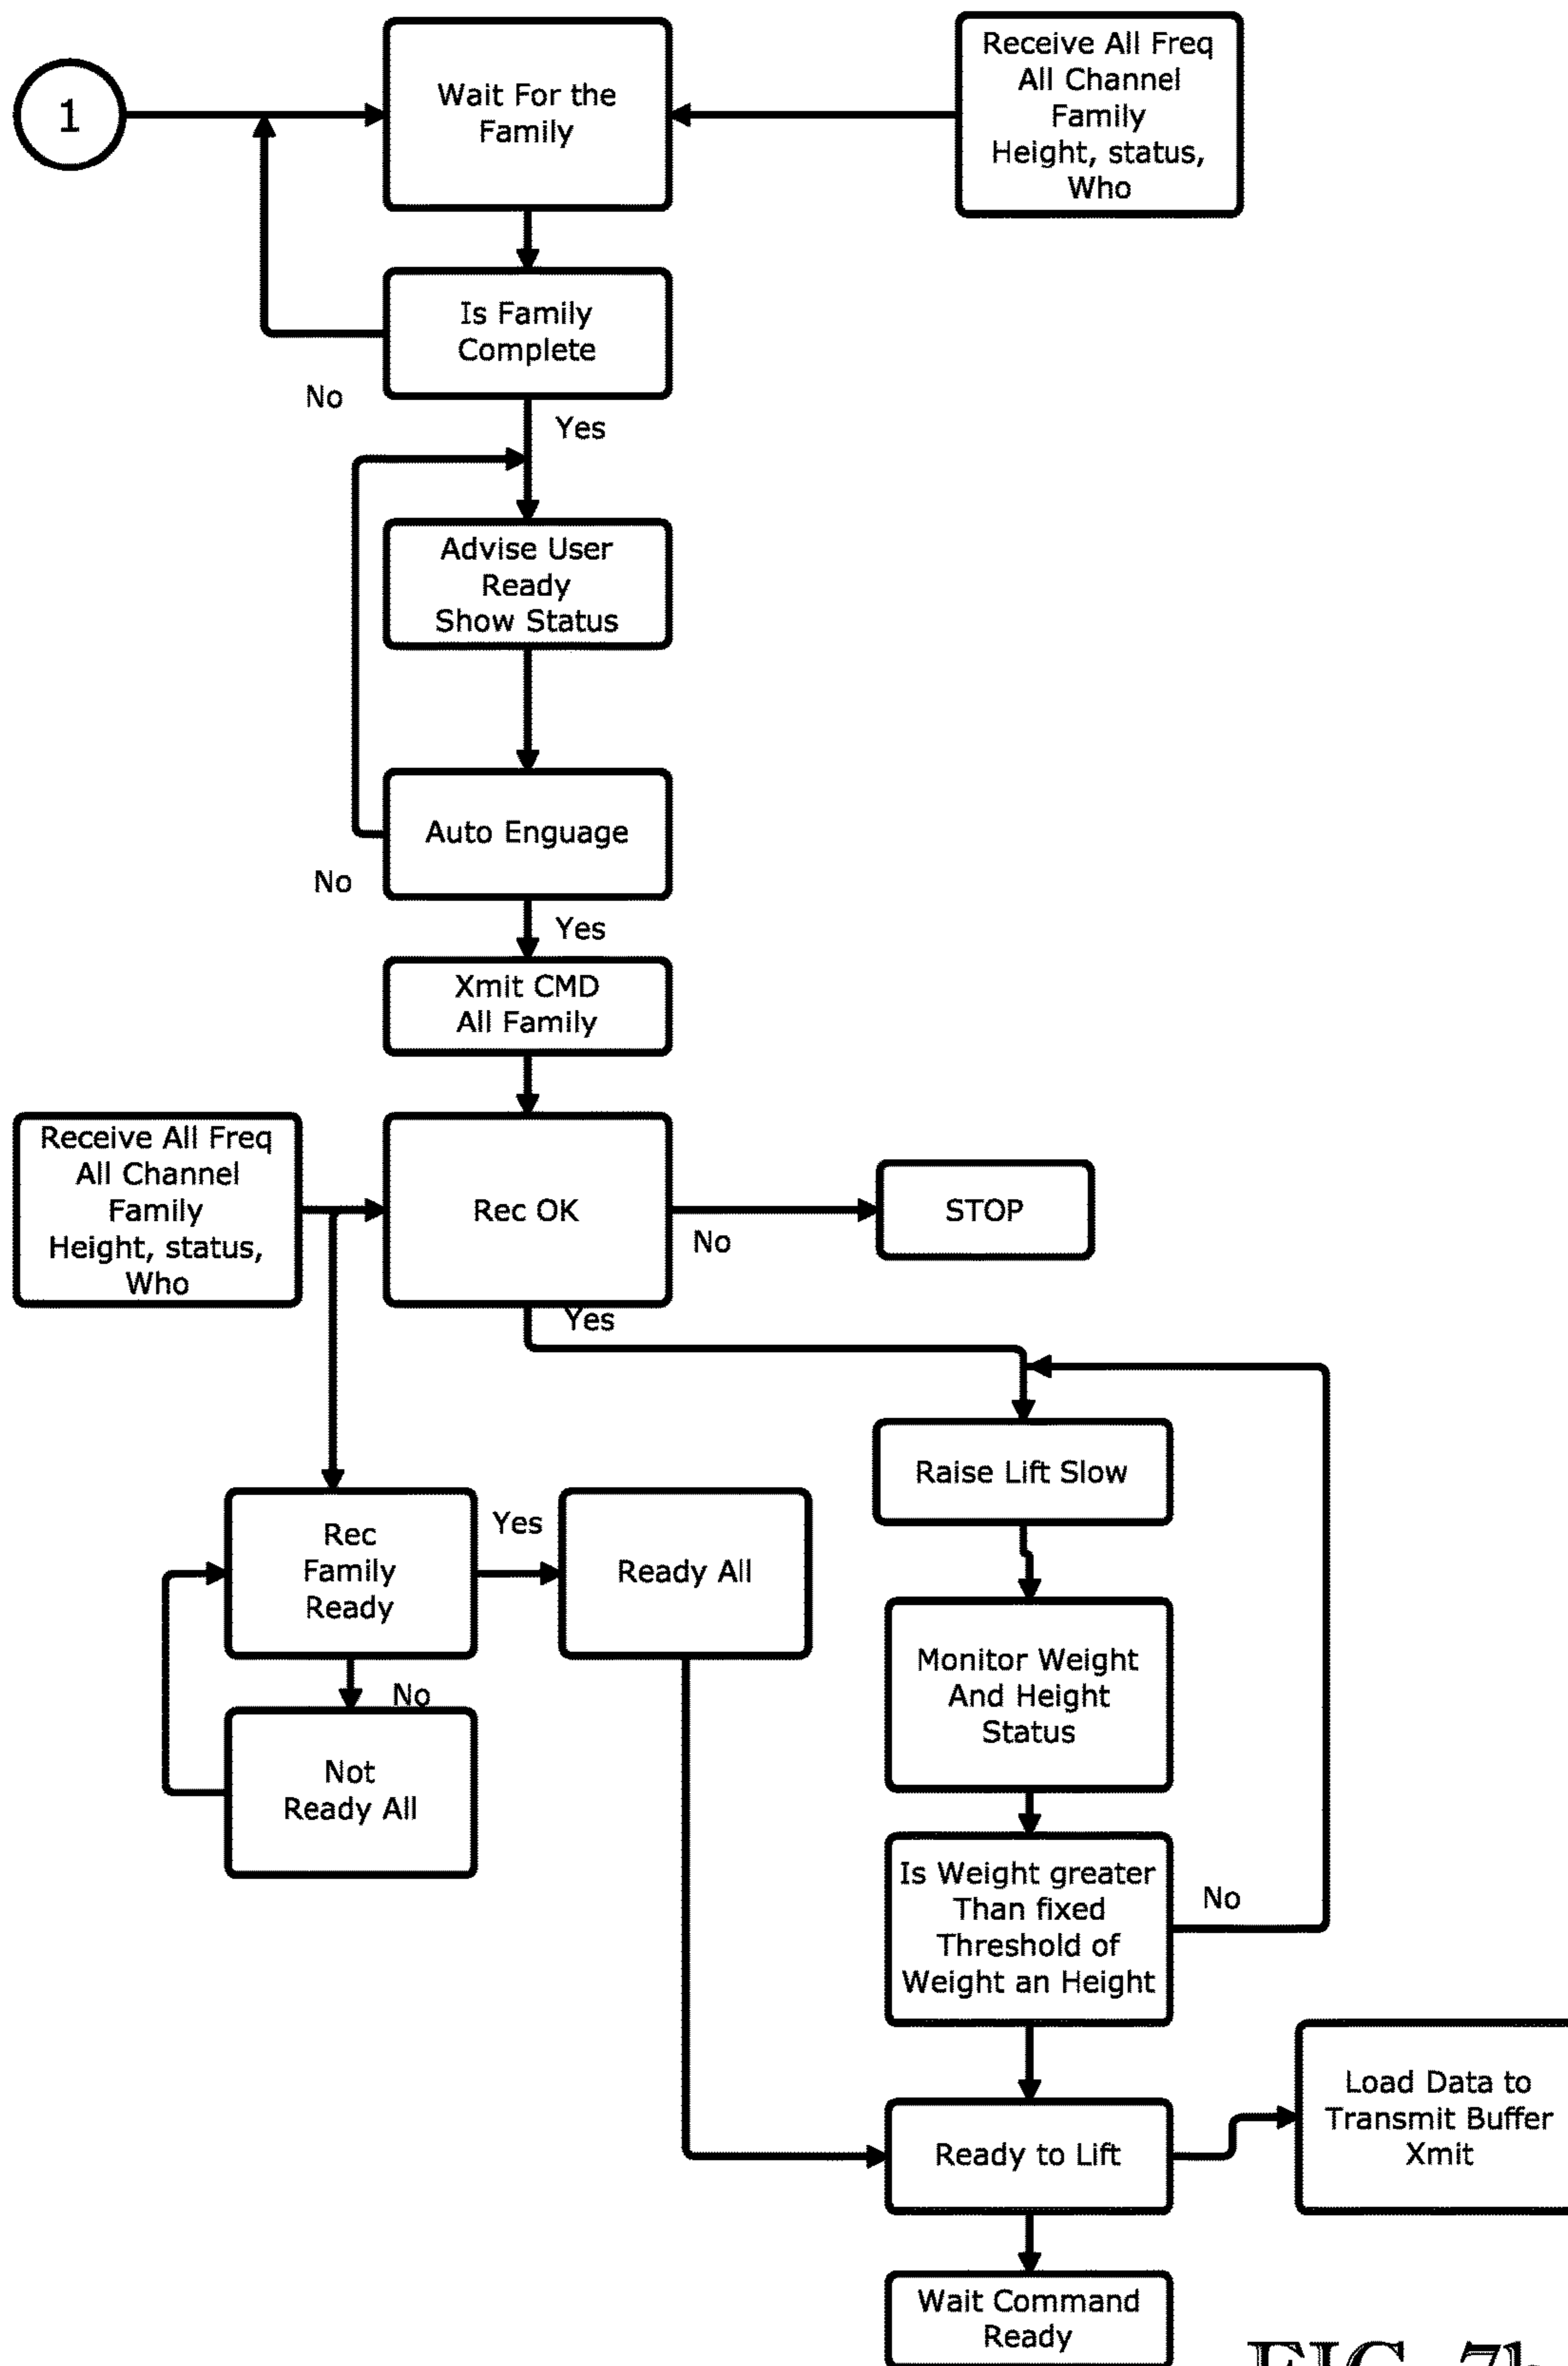 1
Wait For the
Family
Receive All Freq
All Channel
Family
Height, status,
Who
Is Family
Complete
No
Yes
Advise User
Ready
Show Status
Auto Enguage
No
Yes
Xmit CMD
All Family
Receive All Freq
All Channel
Family
Height, status,
Who
Rec OK
No
STOP
Yes
Raise Lift Slow
Rec
Family
Ready
Yes
Ready All
No
Not
Ready All
Monitor Weight
And Height
Status
Is Weight greater
Than fixed
Threshold of
Weight an Height
No
Ready to Lift
Load Data to
Transmit Buffer
Xmit
Wait Command
Ready
FIG. 7b